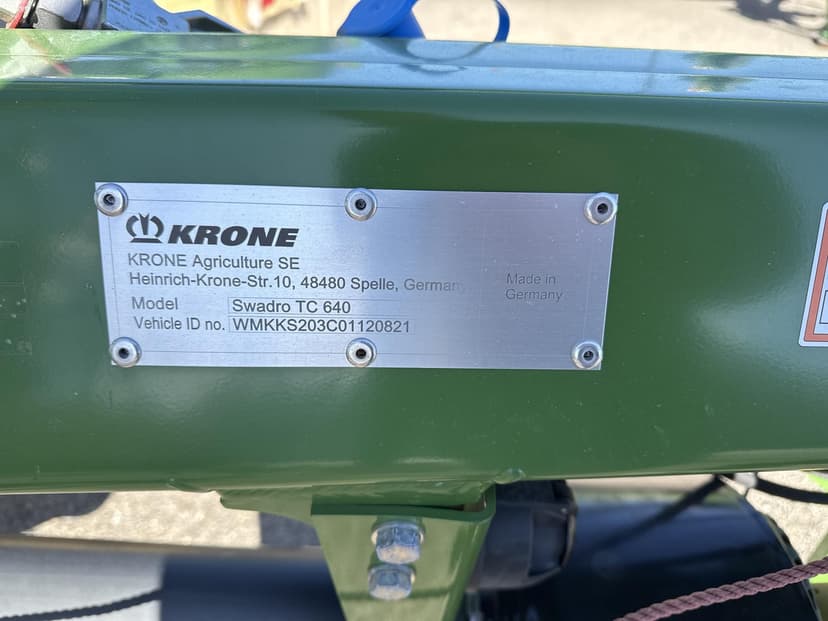 KRONE
KRONE Agriculture SE
Heinrich-Krone-Str.10, 48480 Spelle, Germany
Made in
Germany
Model Swadro TC 640
Vehicle ID no. WMKKS203C01120821